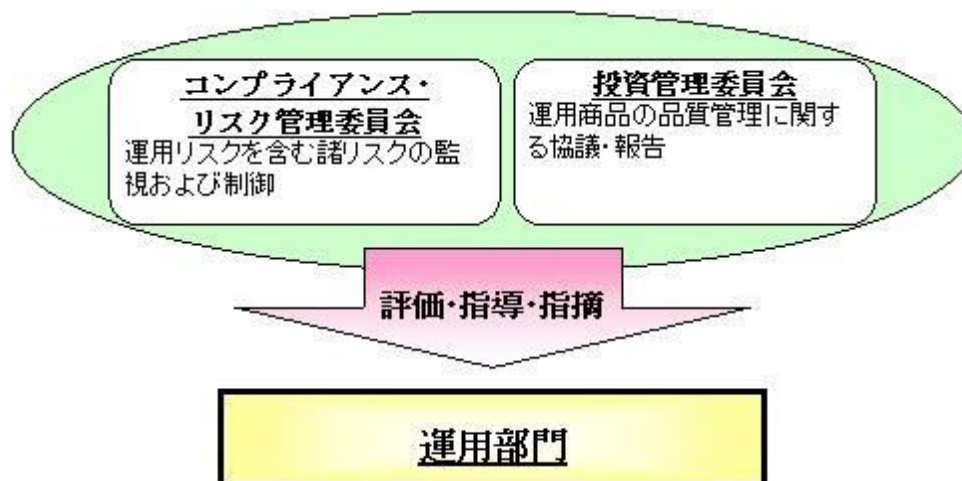 コンプライアンス・
リスク管理委員会
運用リスクを含む諸リスクの監
視および制御
投資管理委員会
運用商品の品質管理に関す
る協議・報告
評価・指導・指摘
運用部門